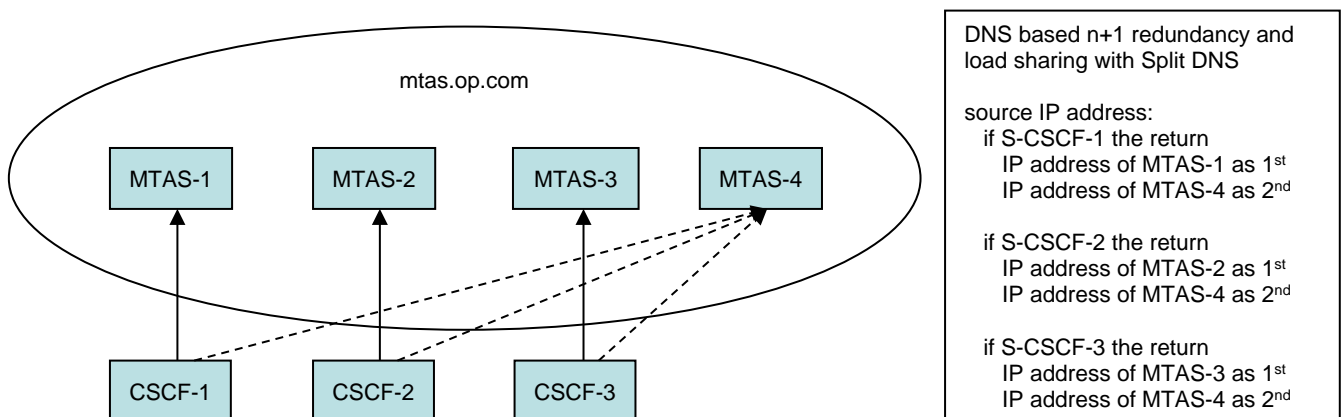 mtas.op.com
MTAS-1
MTAS-2
MTAS-3
MTAS-4
CSCF-1
CSCF-2
CSCF-3
DNS based n+1 redundancy and
load sharing with Split DNS
source IP address:
if S-CSCF-1 the return
IP address of MTAS-1 as 1st
IP address of MTAS-4 as 2nd
if S-CSCF-2 the return
IP address of MTAS-2 as 1st
IP address of MTAS-4 as 2nd
if S-CSCF-3 the return
IP address of MTAS-3 as 1st
IP address of MTAS-4 as 2nd